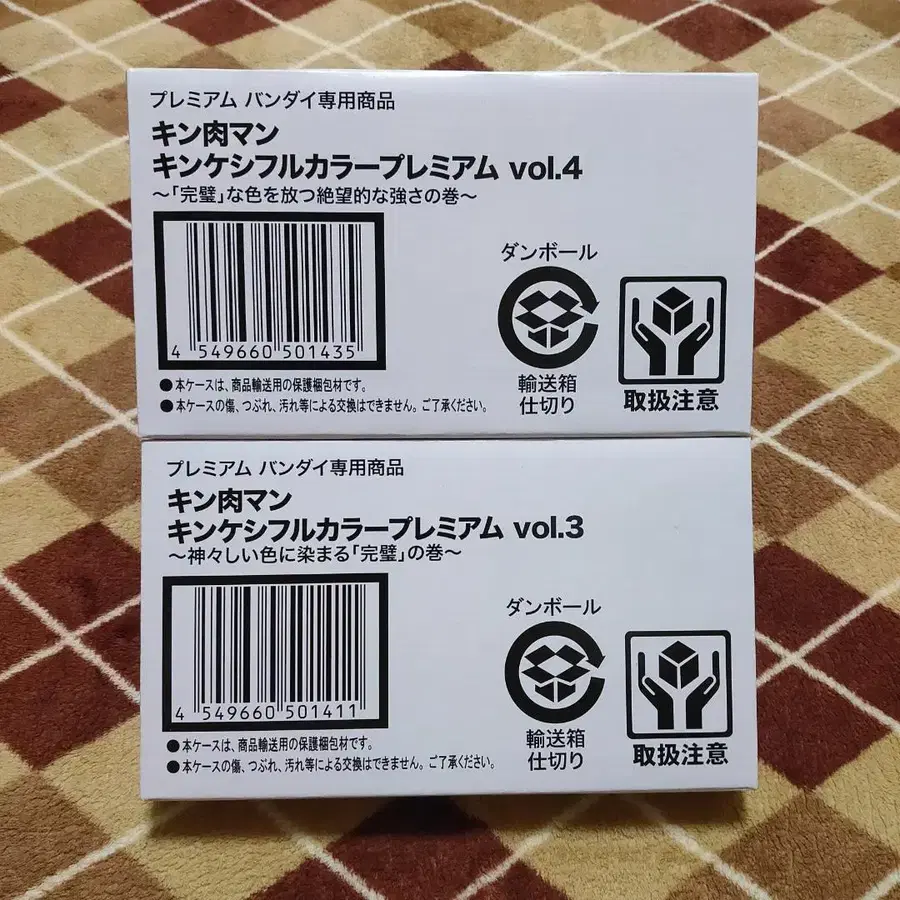 プレミアム バンダイ専用商品
キン肉マン
キンケシフルカラープレミアム vol.4
～「完璧」な色を放つ絶望的な強さの巻～
4 549660 501435
ダンボール
輸送箱
仕切り
取扱注意
●本ケースは、商品輸送用の保護梱包材です。
●本ケースの傷、つぶれ、汚れ等による交換はできません。ご了承ください。
プレミアム バンダイ専用商品
キン肉マン
キンケシフルカラープレミアム vol.3
～神々しい色に染まる「完璧」の巻～
4 549660 501411
ダンボール
輸送箱
仕切り
取扱注意
●本ケースは、商品輸送用の保護梱包材です。
●本ケースの傷、つぶれ、汚れ等による交換はできません。ご了承ください。